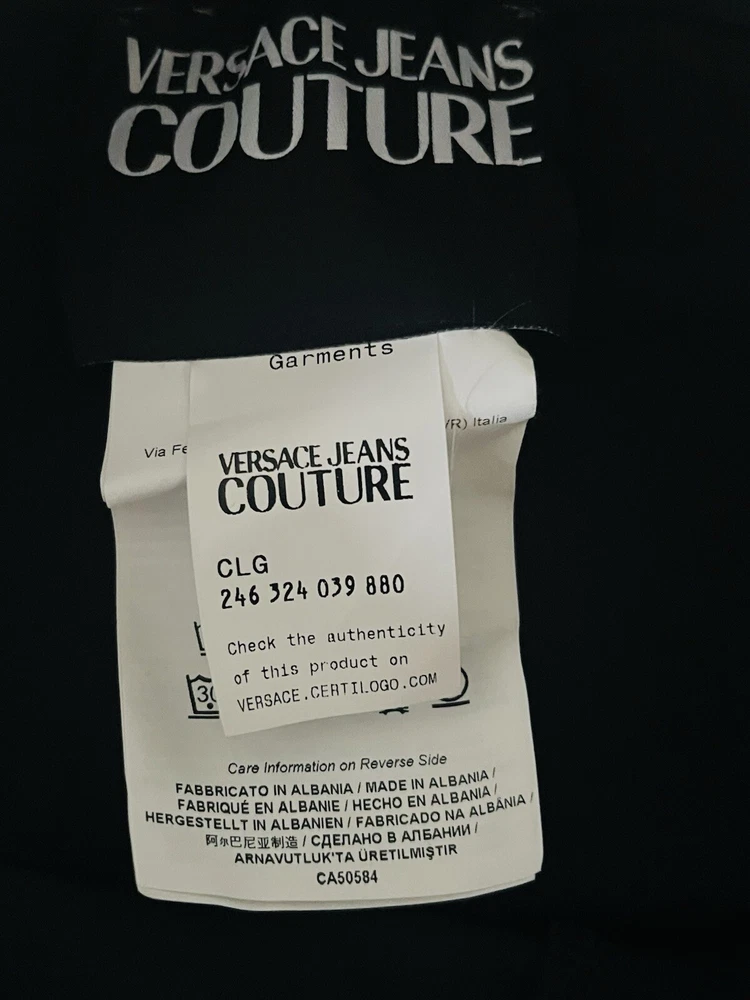 VERSACE JEANS
COUTURE
Garments
Via Fe
/R) Italia
VERSACE JEANS
COUTURE
CLG
246 324 039 880
Check the authenticity
of this product on
VERSACE.CERTILOGO.COM
30
Care Information on Reverse Side
FABBRICATO IN ALBANIA / MADE IN ALBANIA /
FABRIQUÉ EN ALBANIE / HECHO EN ALBANIA /
HERGESTELLT IN ALBANIEN / FABRICADO NA ALBÂNIA /
阿尔巴尼亚制造 / СДЕЛАНО В АЛБАНИИ /
ARNAVUTLUK'TA ÜRETILMIŞTIR
CA50584